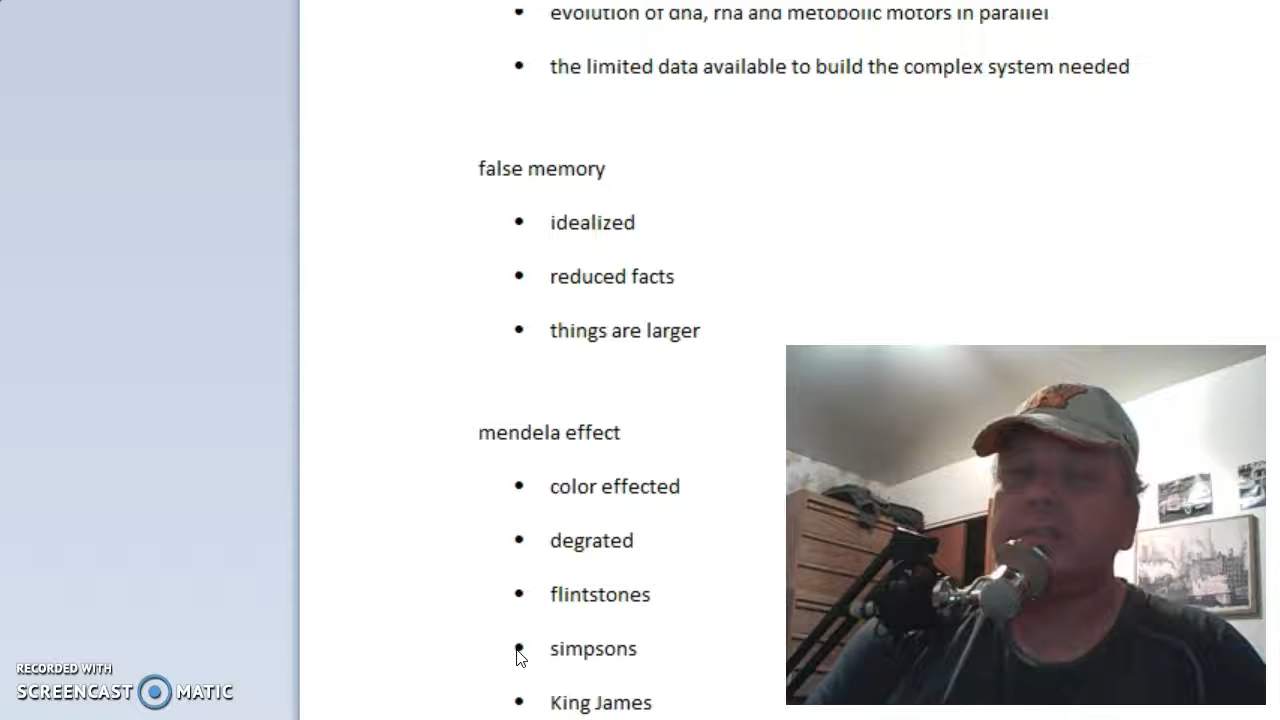 evolution of dna, rna and metobolic motors in parallel
the limited data available to build the complex system needed
false memory
idealized
reduced facts
things are larger
mendela effect
color effected
degrated
flintstones
simpsons
King James
RECORDED WITH
SCREENCAST MATIC